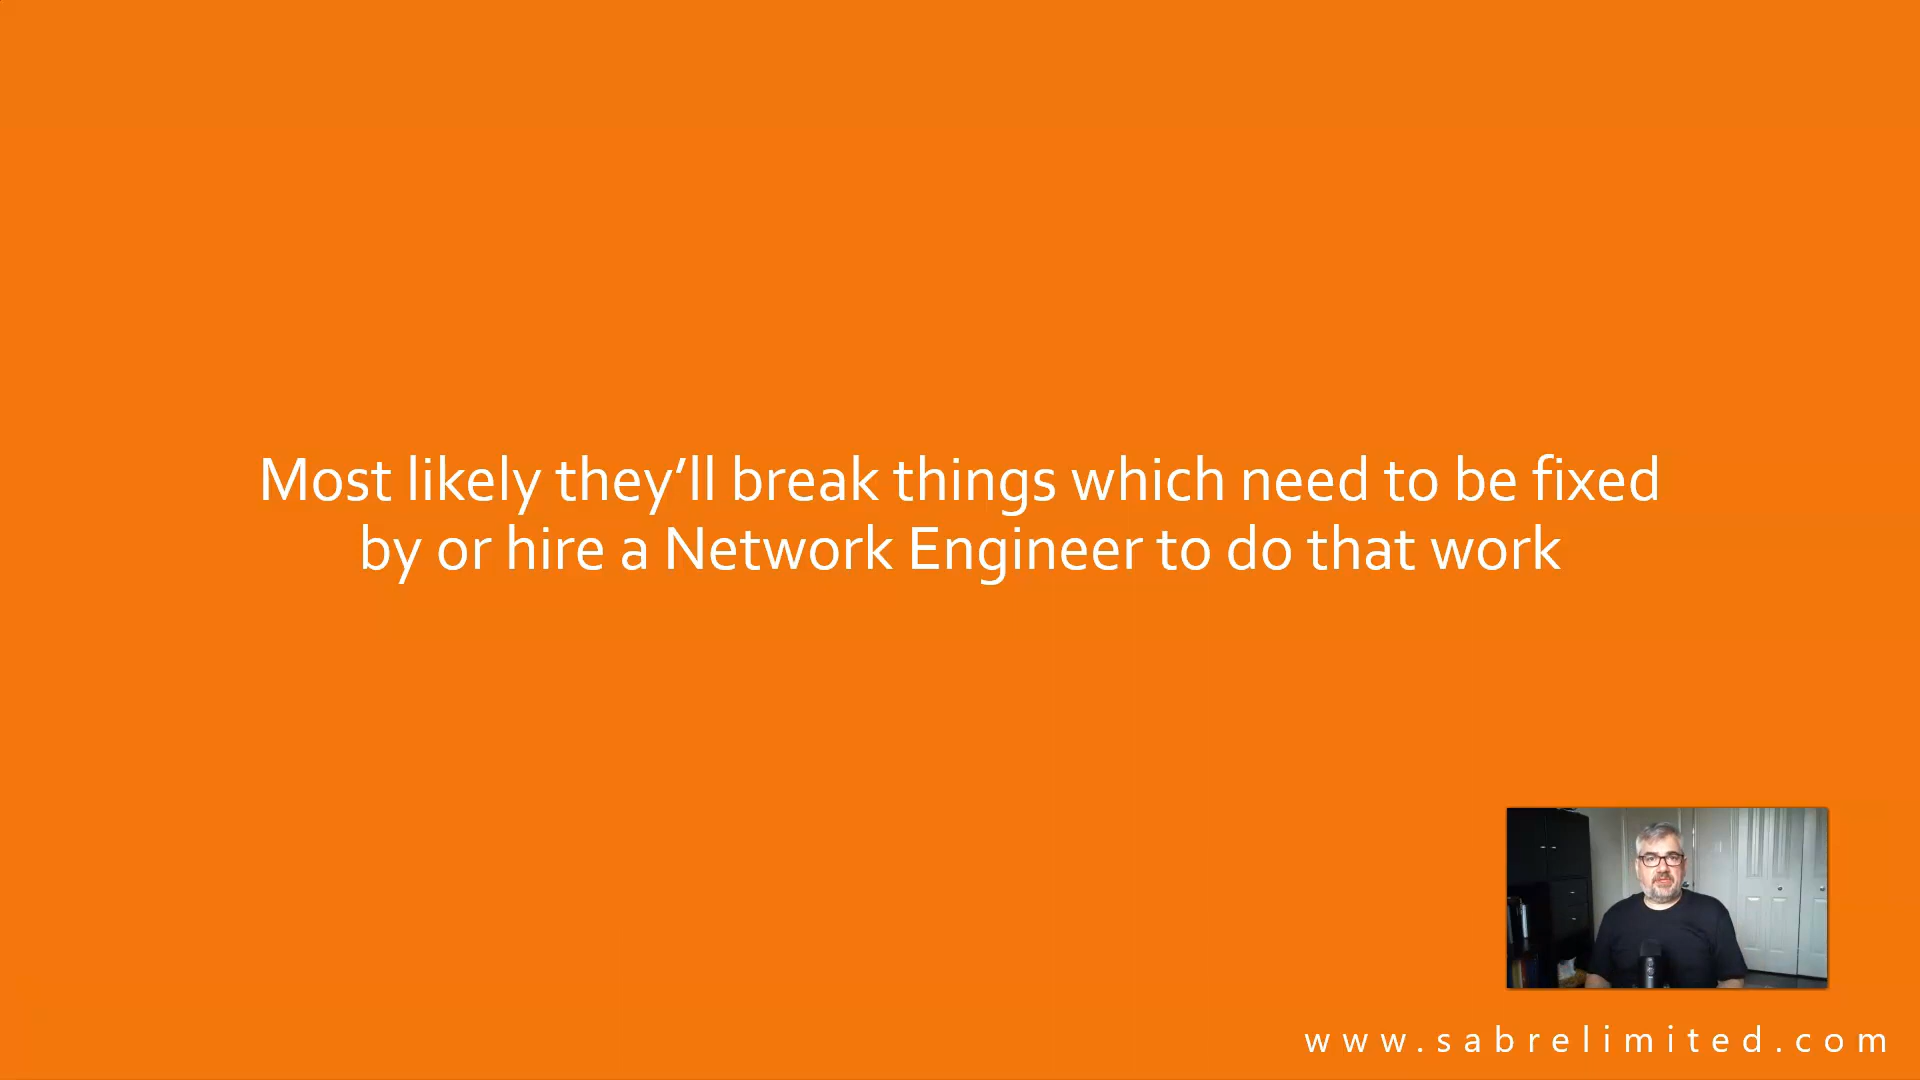 Most likely they’ll break things which need to be fixed
by or hire a Network Engineer to do that work
www.sabrelimited.com